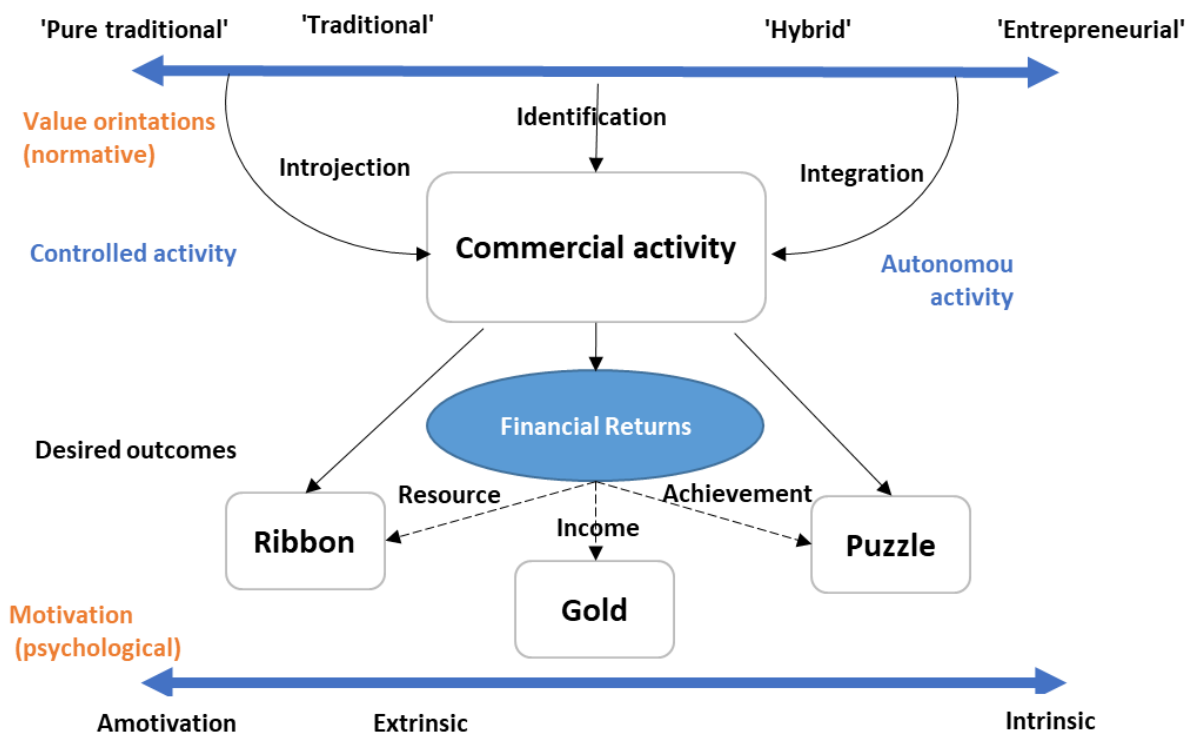 'Pure traditional'
'Traditional'
'Hybrid'
'Entrepreneurial'
Value orintations
(normative)
Identification
Introjection
Integration
Controlled activity
Commercial activity
Autonomou
activity
Financial Returns
Desired outcomes
Resource
Achievement
Ribbon
Income
Puzzle
Gold
Motivation
(psychological)
Amotivation
Extrinsic
Intrinsic